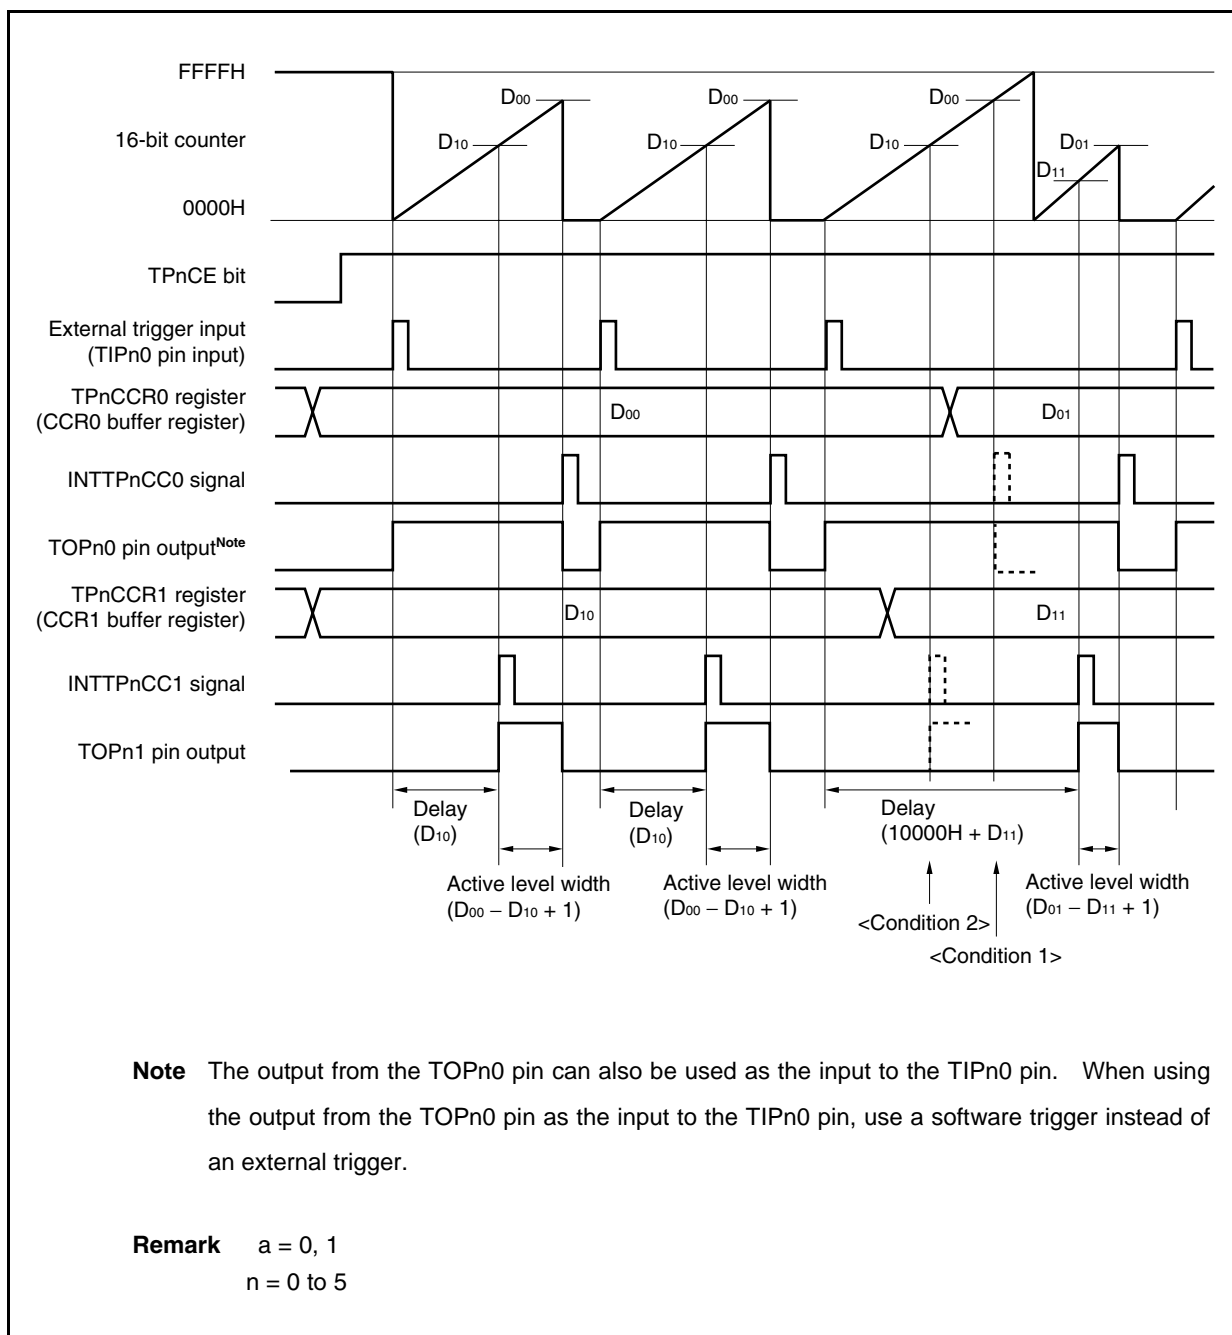 FFFFH
D00
D00
D00
16-bit counter
D10
D10
D10
D01
D11
0000H
TPnCE bit
External trigger input
(TIPn0 pin input)
TPnCCR0 register
(CCR0 buffer register)
D00
D01
INTTPnCC0 signal
TOPn0 pin outputNote
TPnCCR1 register
(CCR1 buffer register)
D10
D11
INTTPnCC1 signal
TOPn1 pin output
Delay
(D10)
Delay
(D10)
Delay
(10000H + D11)
Active level width
(D00 − D10 + 1)
Active level width
(D00 − D10 + 1)
Active level width
(D01 − D11 + 1)
<Condition 2>
<Condition 1>
Note The output from the TOPn0 pin can also be used as the input to the TIPn0 pin. When using
the output from the TOPn0 pin as the input to the TIPn0 pin, use a software trigger instead of
an external trigger.
Remark a = 0, 1
n = 0 to 5